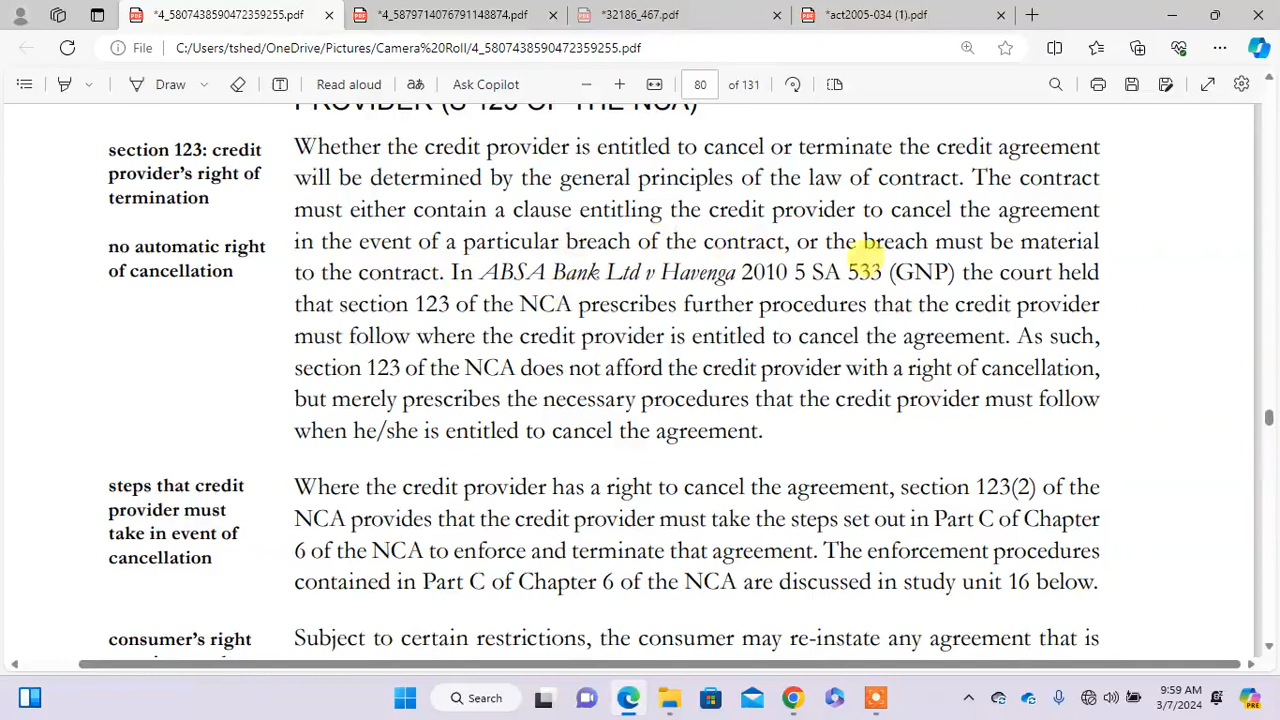 *4_5807438590472359255.pdf
*4_5879714076791148874.pdf
*32186_467.pdf
*act2005-034 (1).pdf
File
C:/Users/tshed/OneDrive/Pictures/Camera%20Roll/4_5807438590472359255.pdf
Draw
Read aloud
aあ
Ask Copilot
80 of 131
PROVIDER (S 123 OF THE NCA)
section 123: credit
provider's right of
termination
no automatic right
of cancellation
Whether the credit provider is entitled to cancel or terminate the credit agreement
will be determined by the general principles of the law of contract. The contract
must either contain a clause entitling the credit provider to cancel the agreement
in the event of a particular breach of the contract, or the breach must be material
to the contract. In ABSA Bank Ltd v Havenga 2010 5 SA 533 (GNP) the court held
that section 123 of the NCA prescribes further procedures that the credit provider
must follow where the credit provider is entitled to cancel the agreement. As such,
section 123 of the NCA does not afford the credit provider with a right of cancellation,
but merely prescribes the necessary procedures that the credit provider must follow
when he/she is entitled to cancel the agreement.
steps that credit
provider must
take in event of
cancellation
Where the credit provider has a right to cancel the agreement, section 123(2) of the
NCA provides that the credit provider must take the steps set out in Part C of Chapter
6 of the NCA to enforce and terminate that agreement. The enforcement procedures
contained in Part C of Chapter 6 of the NCA are discussed in study unit 16 below.
consumer's right
Subject to certain restrictions, the consumer may re-instate any agreement that is
Search
9:59 AM
3/7/2024
PRE